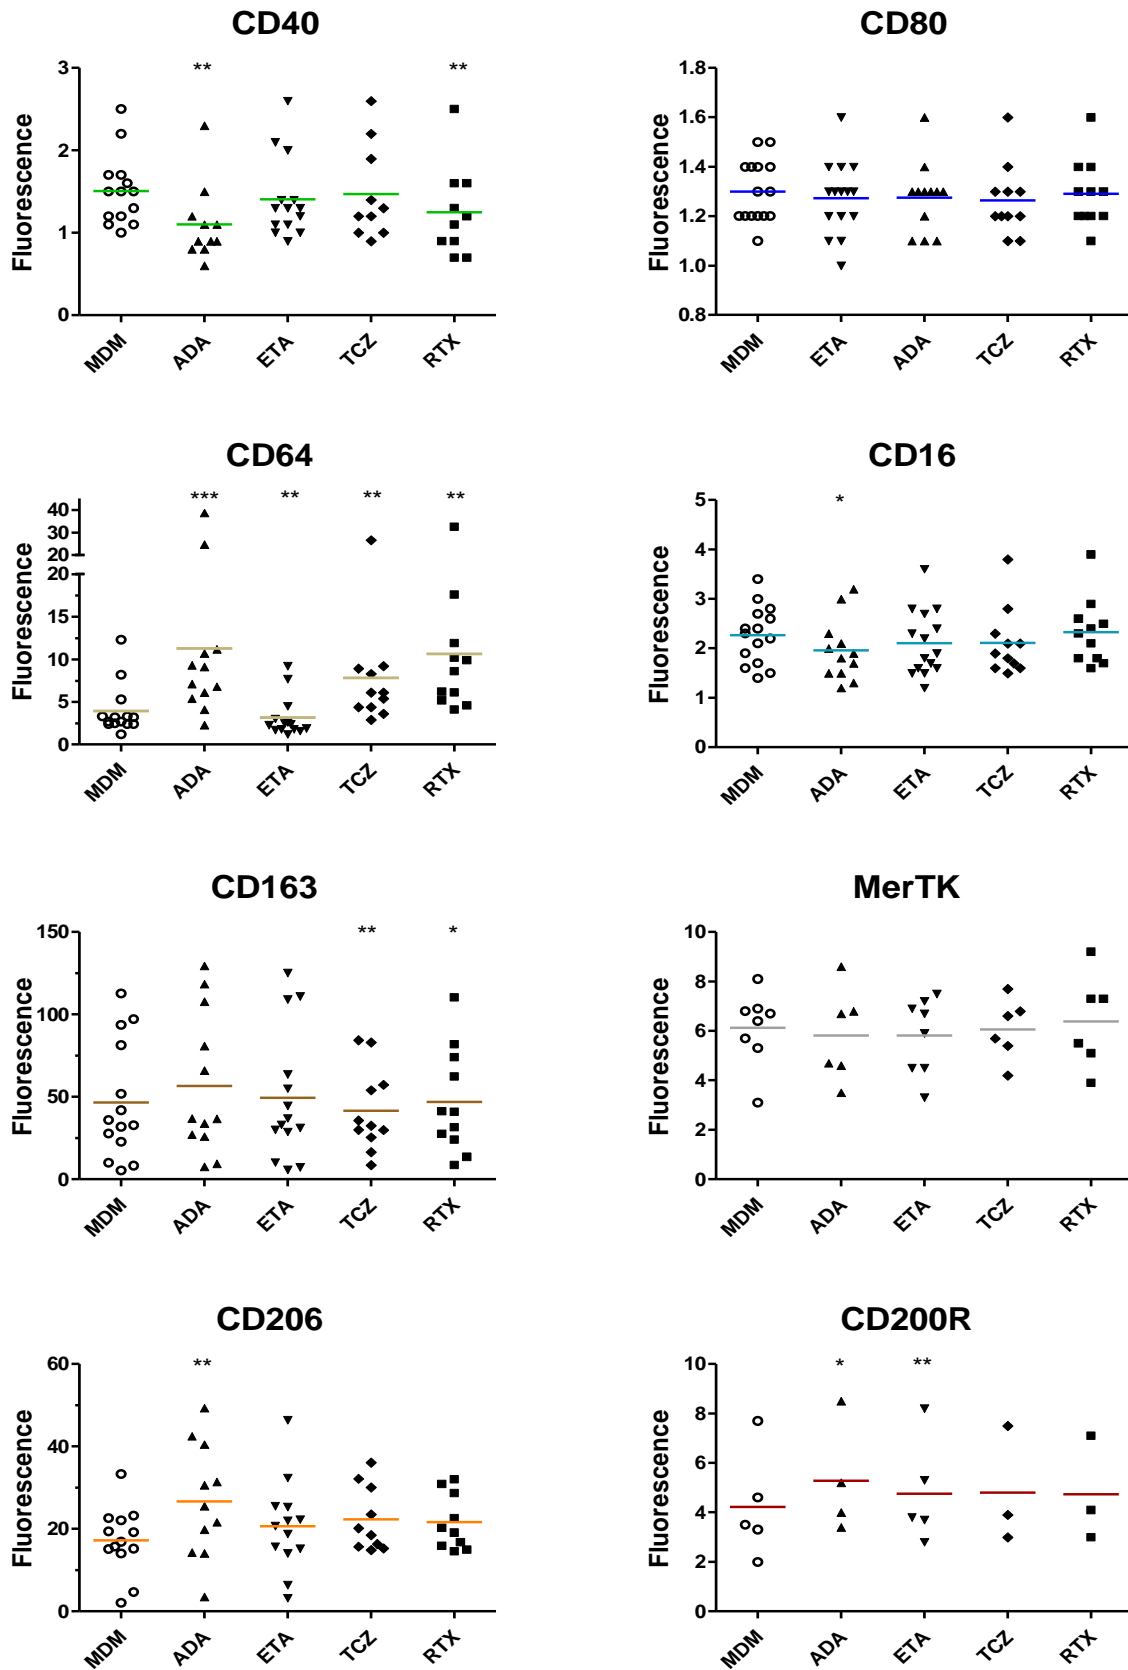 CD40
** **
Fluorescence
3
2
1
0
MDM ADA ETA TCZ RTX
CD80
Fluorescence
1.8
1.6
1.4
1.2
1.0
0.8
MDM ETA ADA TCZ RTX
CD64
*** ** ** **
Fluorescence
40
30
20
20
15
10
5
0
MDM ADA ETA TCZ RTX
CD16
*
Fluorescence
5
4
3
2
1
0
MDM ADA ETA TCZ RTX
CD163
** *
Fluorescence
150
100
50
0
MDM ADA ETA TCZ RTX
MerTK
Fluorescence
10
8
6
4
2
0
MDM ADA ETA TCZ RTX
CD206
**
Fluorescence
60
40
20
0
MDM ADA ETA TCZ RTX
CD200R
* **
Fluorescence
10
8
6
4
2
0
MDM ADA ETA TCZ RTX